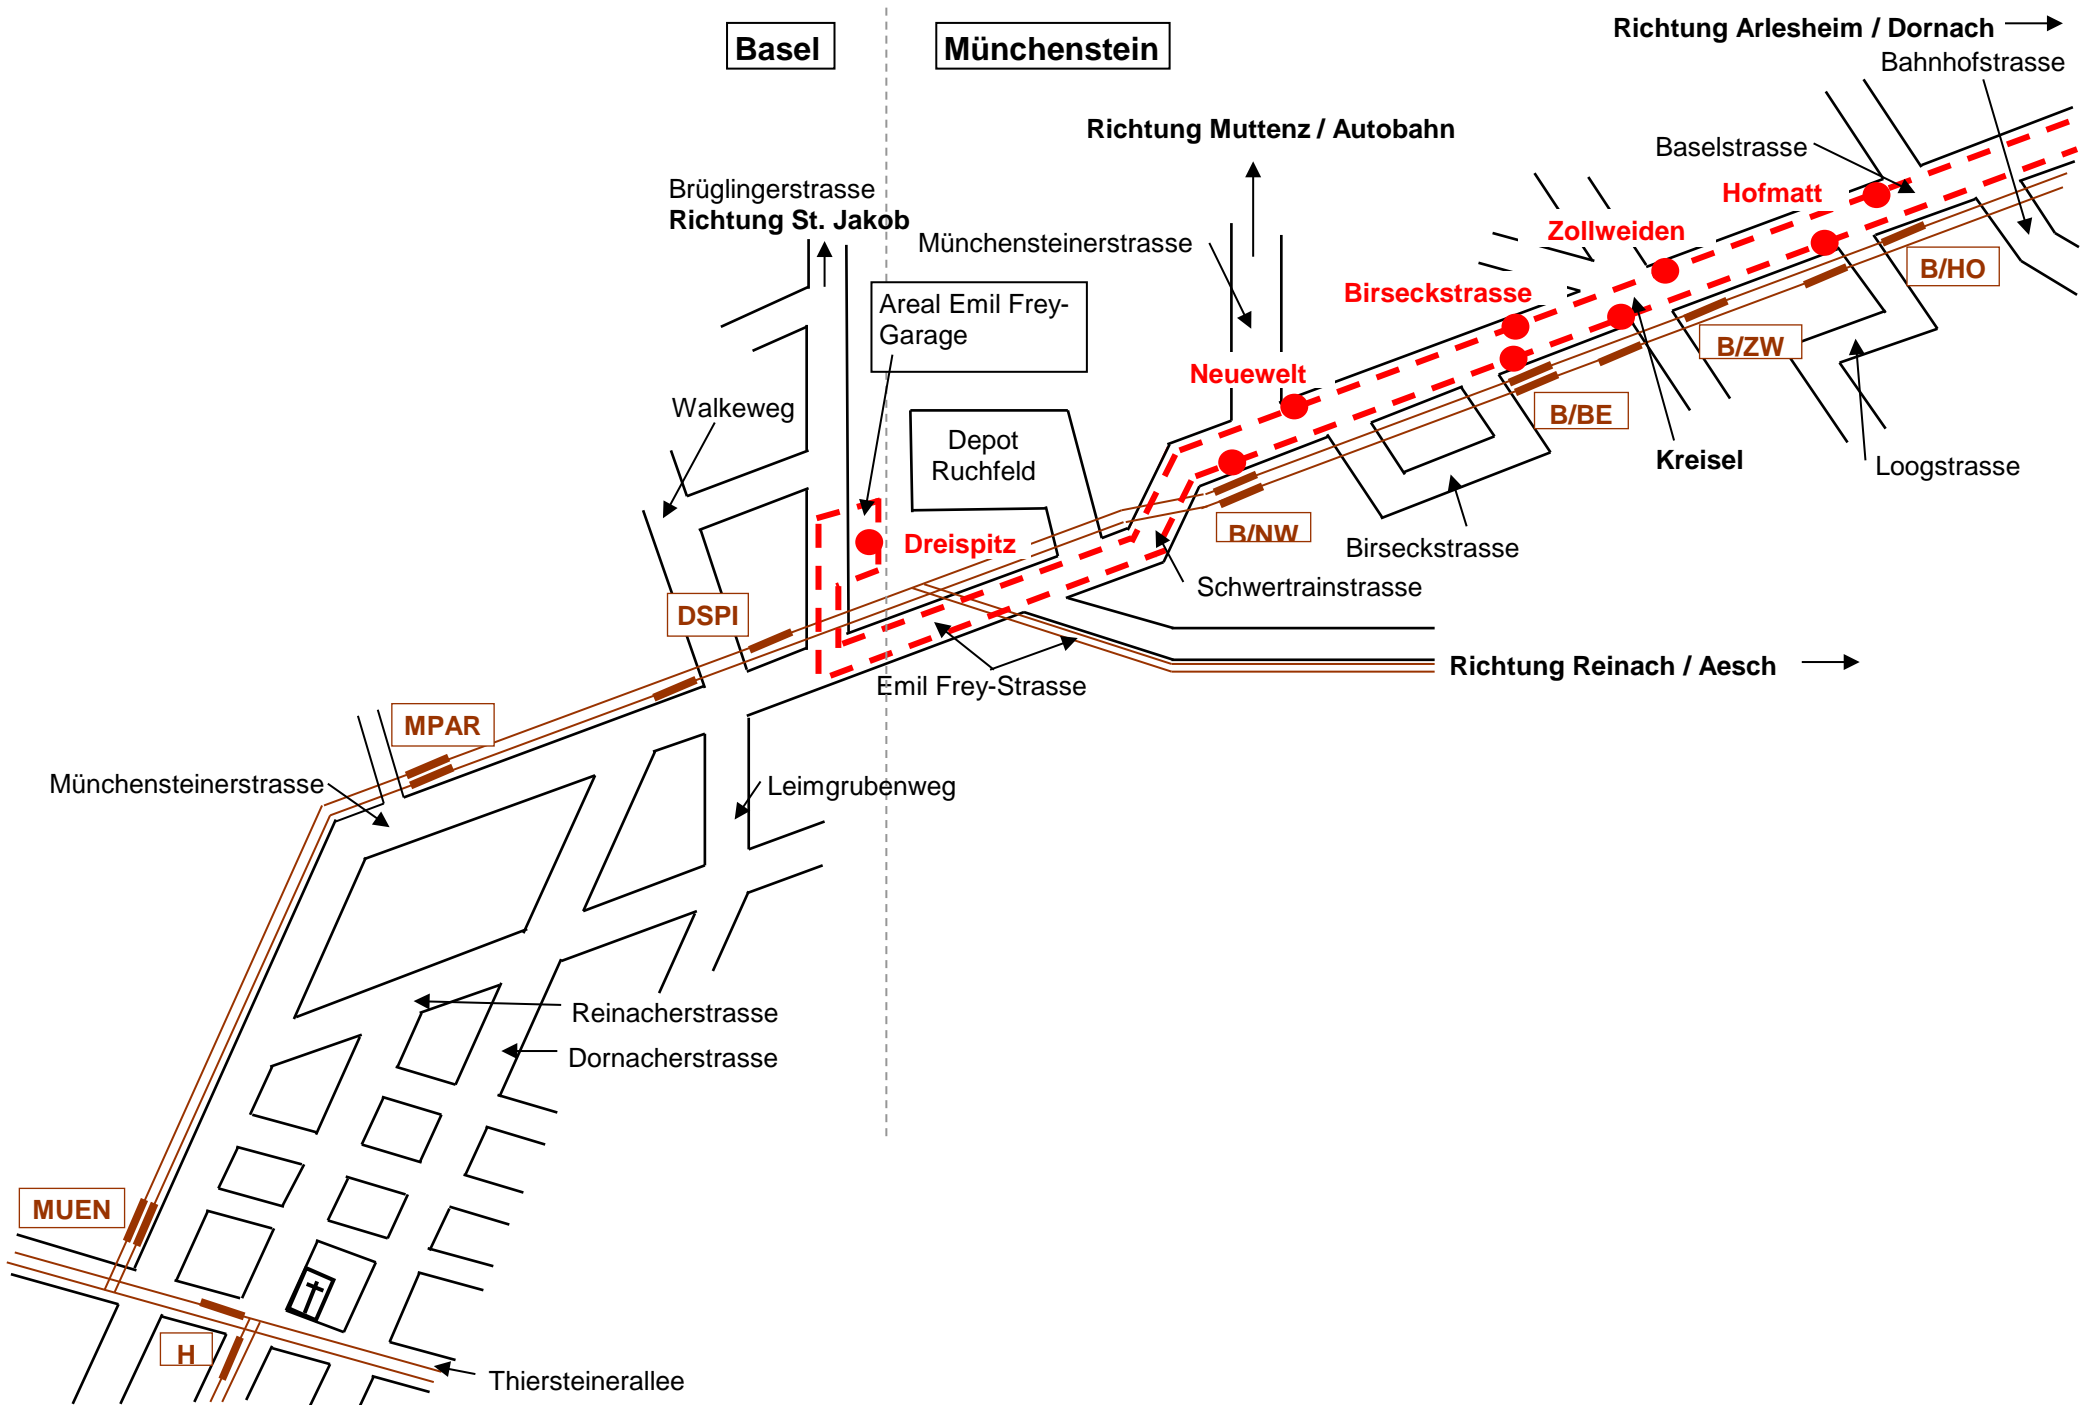 Richtung Arlesheim / Dornach
Basel
Münchenstein
Bahnhofstrasse
Richtung Muttenz / Autobahn
Baselstrasse
Brüglingerstrasse
Richtung St. Jakob
Hofmatt
Zollweiden
Münchensteinerstrasse
B/HO
Areal Emil Frey-
Garage
Birseckstrasse
B/ZW
Neuewelt
Walkeweg
B/BE
Depot
Ruchfeld
Kreisel
Loogstrasse
B/NW
Dreispitz
Birseckstrasse
Schwertrainstrasse
DSPI
Richtung Reinach / Aesch
Emil Frey-Strasse
MPAR
Münchensteinerstrasse
Leimgrubenweg
Reinacherstrasse
Dornacherstrasse
MUEN
H
Thiersteinerallee